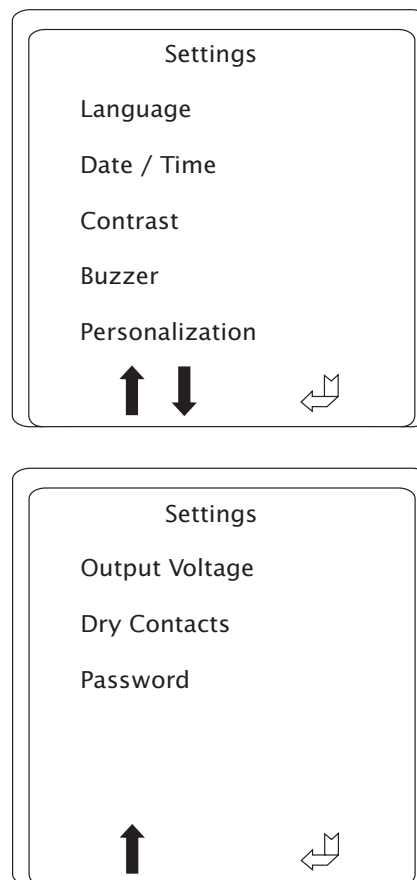 Settings
Language
Date / Time
Contrast
Buzzer
Personalization
Settings
Output Voltage
Dry Contacts
Password